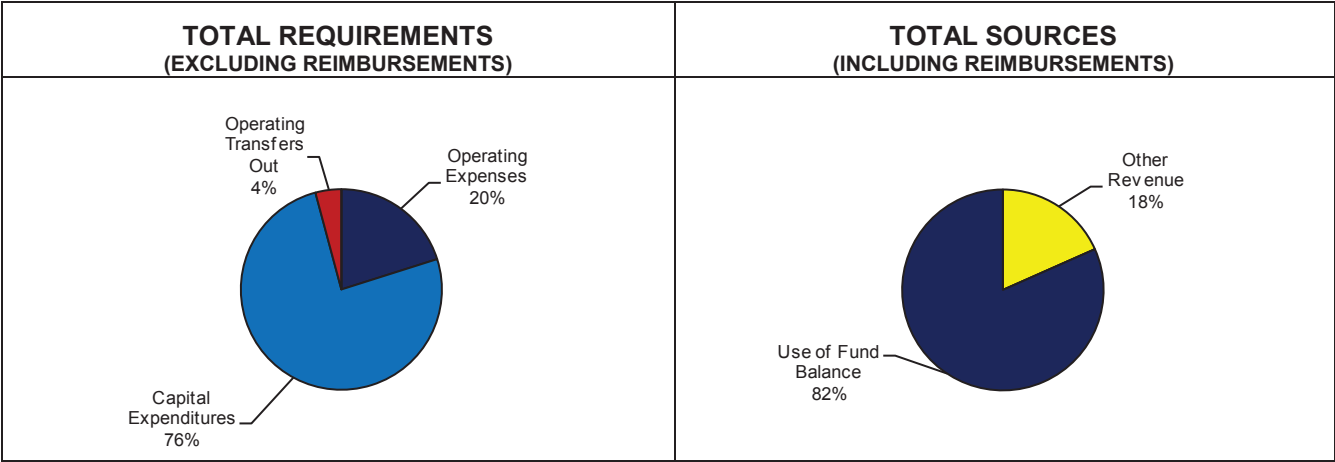 TOTAL REQUIREMENTS
(EXCLUDING REIMBURSEMENTS)
TOTAL SOURCES
(INCLUDING REIMBURSEMENTS)
Operating
Transfers
Out
4%
Operating
Expenses
20%
Capital
Expenditures
76%
Other
Revenue
18%
Use of Fund
Balance
82%